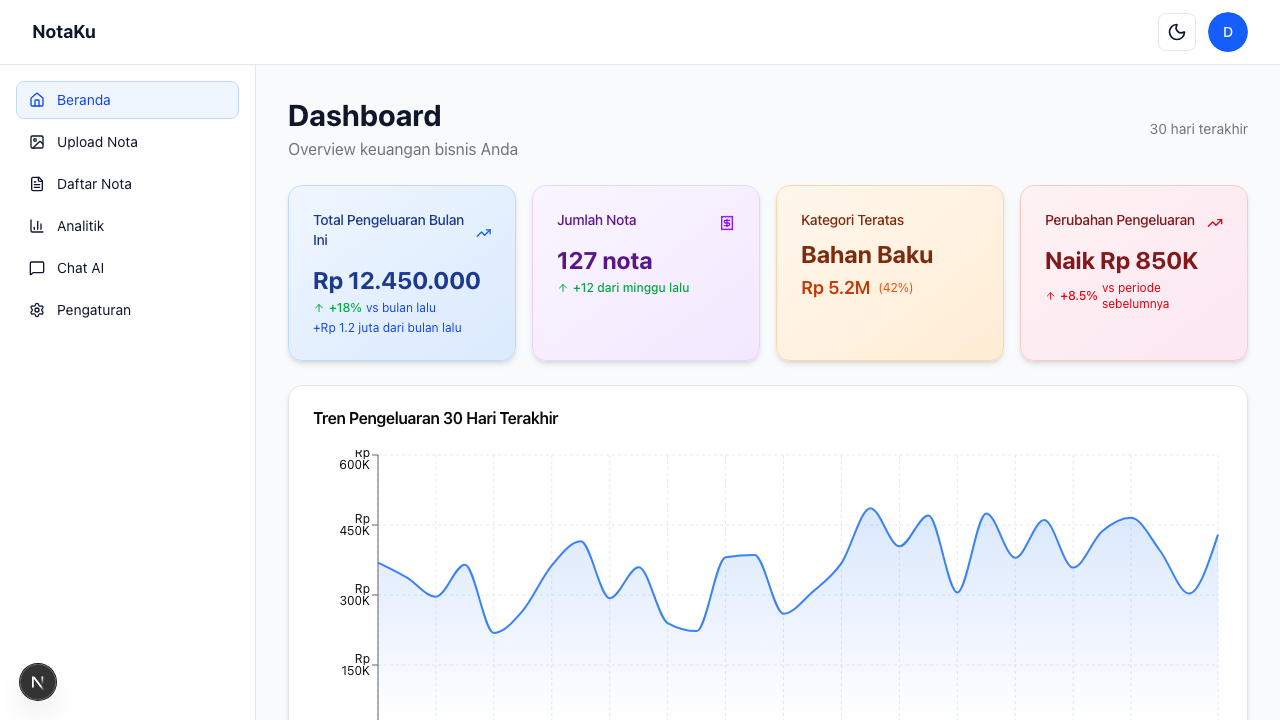 NotaKu
D
Beranda
Upload Nota
Daftar Nota
Analitik
Chat AI
Pengaturan
Dashboard
Overview keuangan bisnis Anda
30 hari terakhir
Total Pengeluaran Bulan
Ini
Rp 12.450.000
↑ +18% vs bulan lalu
+Rp 1.2 juta dari bulan lalu
Jumlah Nota
127 nota
↑ +12 dari minggu lalu
Kategori Teratas
Bahan Baku
Rp 5.2M (42%)
Perubahan Pengeluaran
Naik Rp 850K
↑ +8.5% vs periode
sebelumnya
Tren Pengeluaran 30 Hari Terakhir
Rp
600K
Rp
450K
Rp
300K
Rp
150K
N